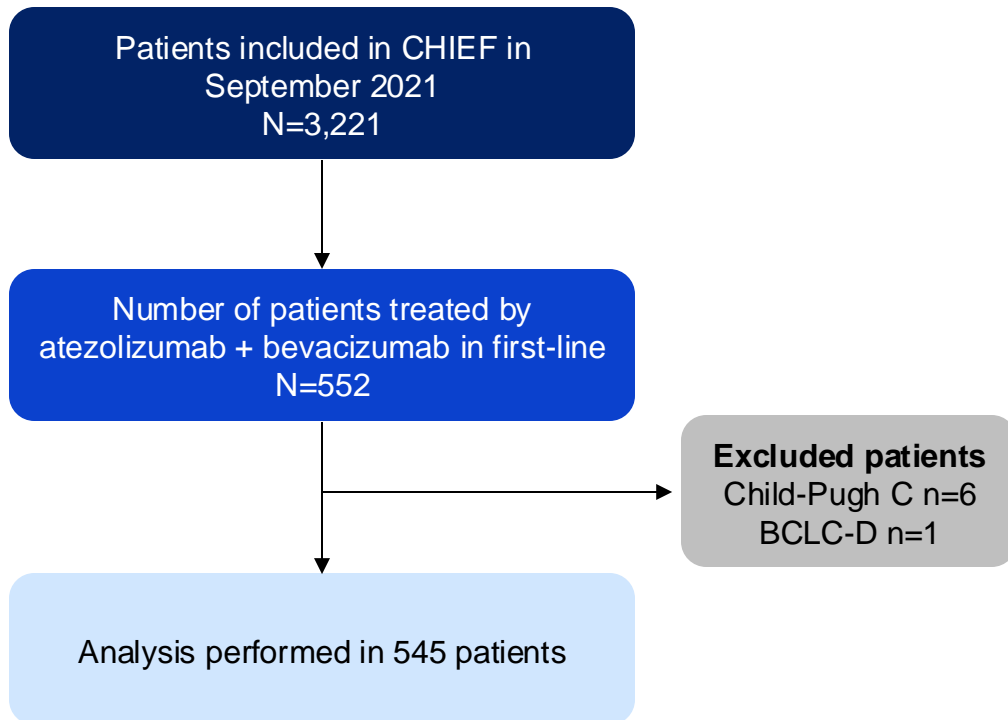 Patients included in CHIEF in
September 2021
N=3,221
Number of patients treated by
atezolizumab + bevacizumab in first-line
N=552
Excluded patients
Child-Pugh C n=6
BCLC-D n=1
Analysis performed in 545 patients